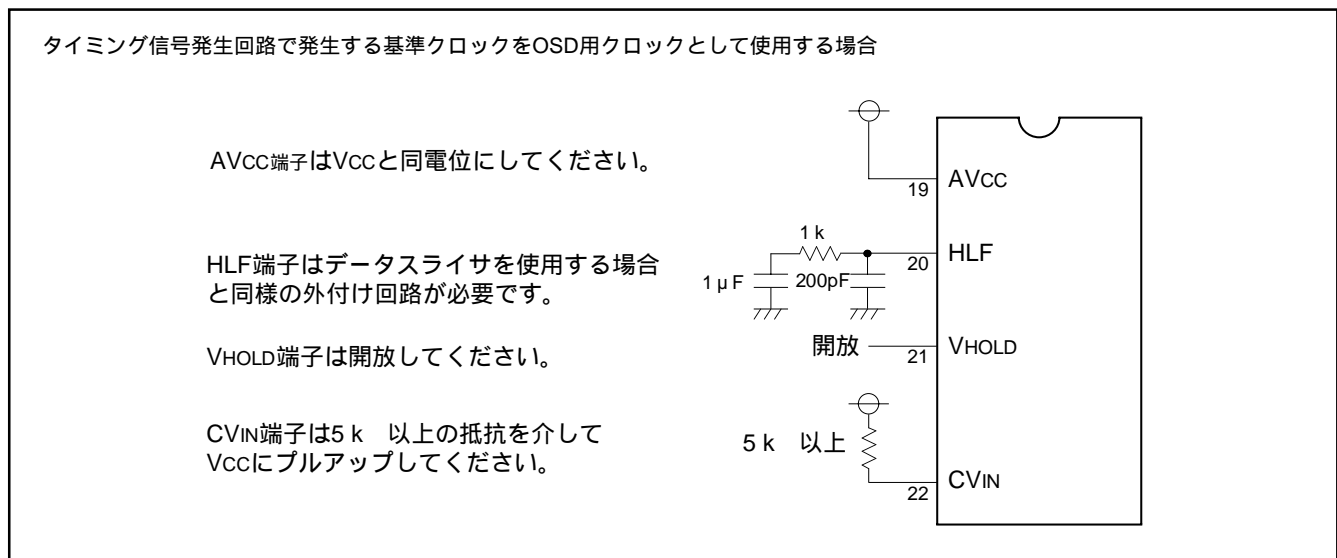 タイミング信号発生回路で発生する基準クロックをOSD用クロックとして使用する場合
AVCC端子はVCCと同電位にしてください。
HLF端子はデータスライサを使用する場合
と同様の外付け回路が必要です。
VHOLD端子は開放してください。
CVIN端子は5 k 以上の抵抗を介して
VCCにプルアップしてください。
19 AVCC
1 k
20 HLF
1 μ F 200pF
開放 21 VHOLD
5 k 以上
22 CVIN